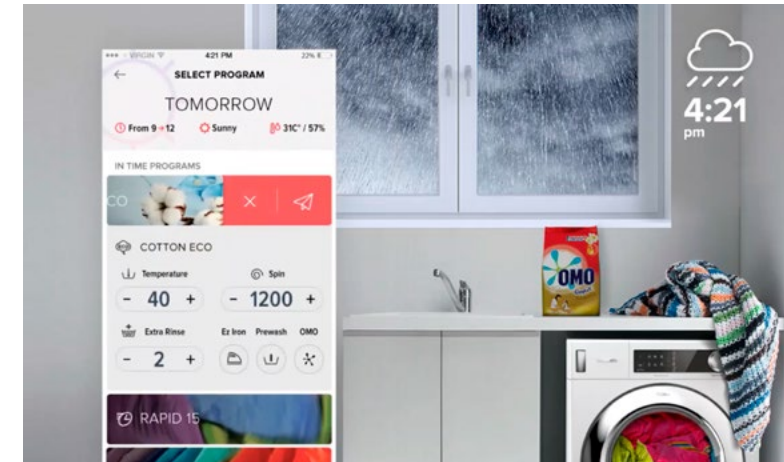 VIRGIN 4:21 PM 22%
SELECT PROGRAM
TOMORROW
From 9 → 12 Sunny 31C° / 57%
IN TIME PROGRAMS
CO
COTTON ECO
Temperature Spin
- 40 + - 1200 +
Extra Rinse Ez Iron Prewash OMO
- 2 +
RAPID 15
4:21
pm
OMO